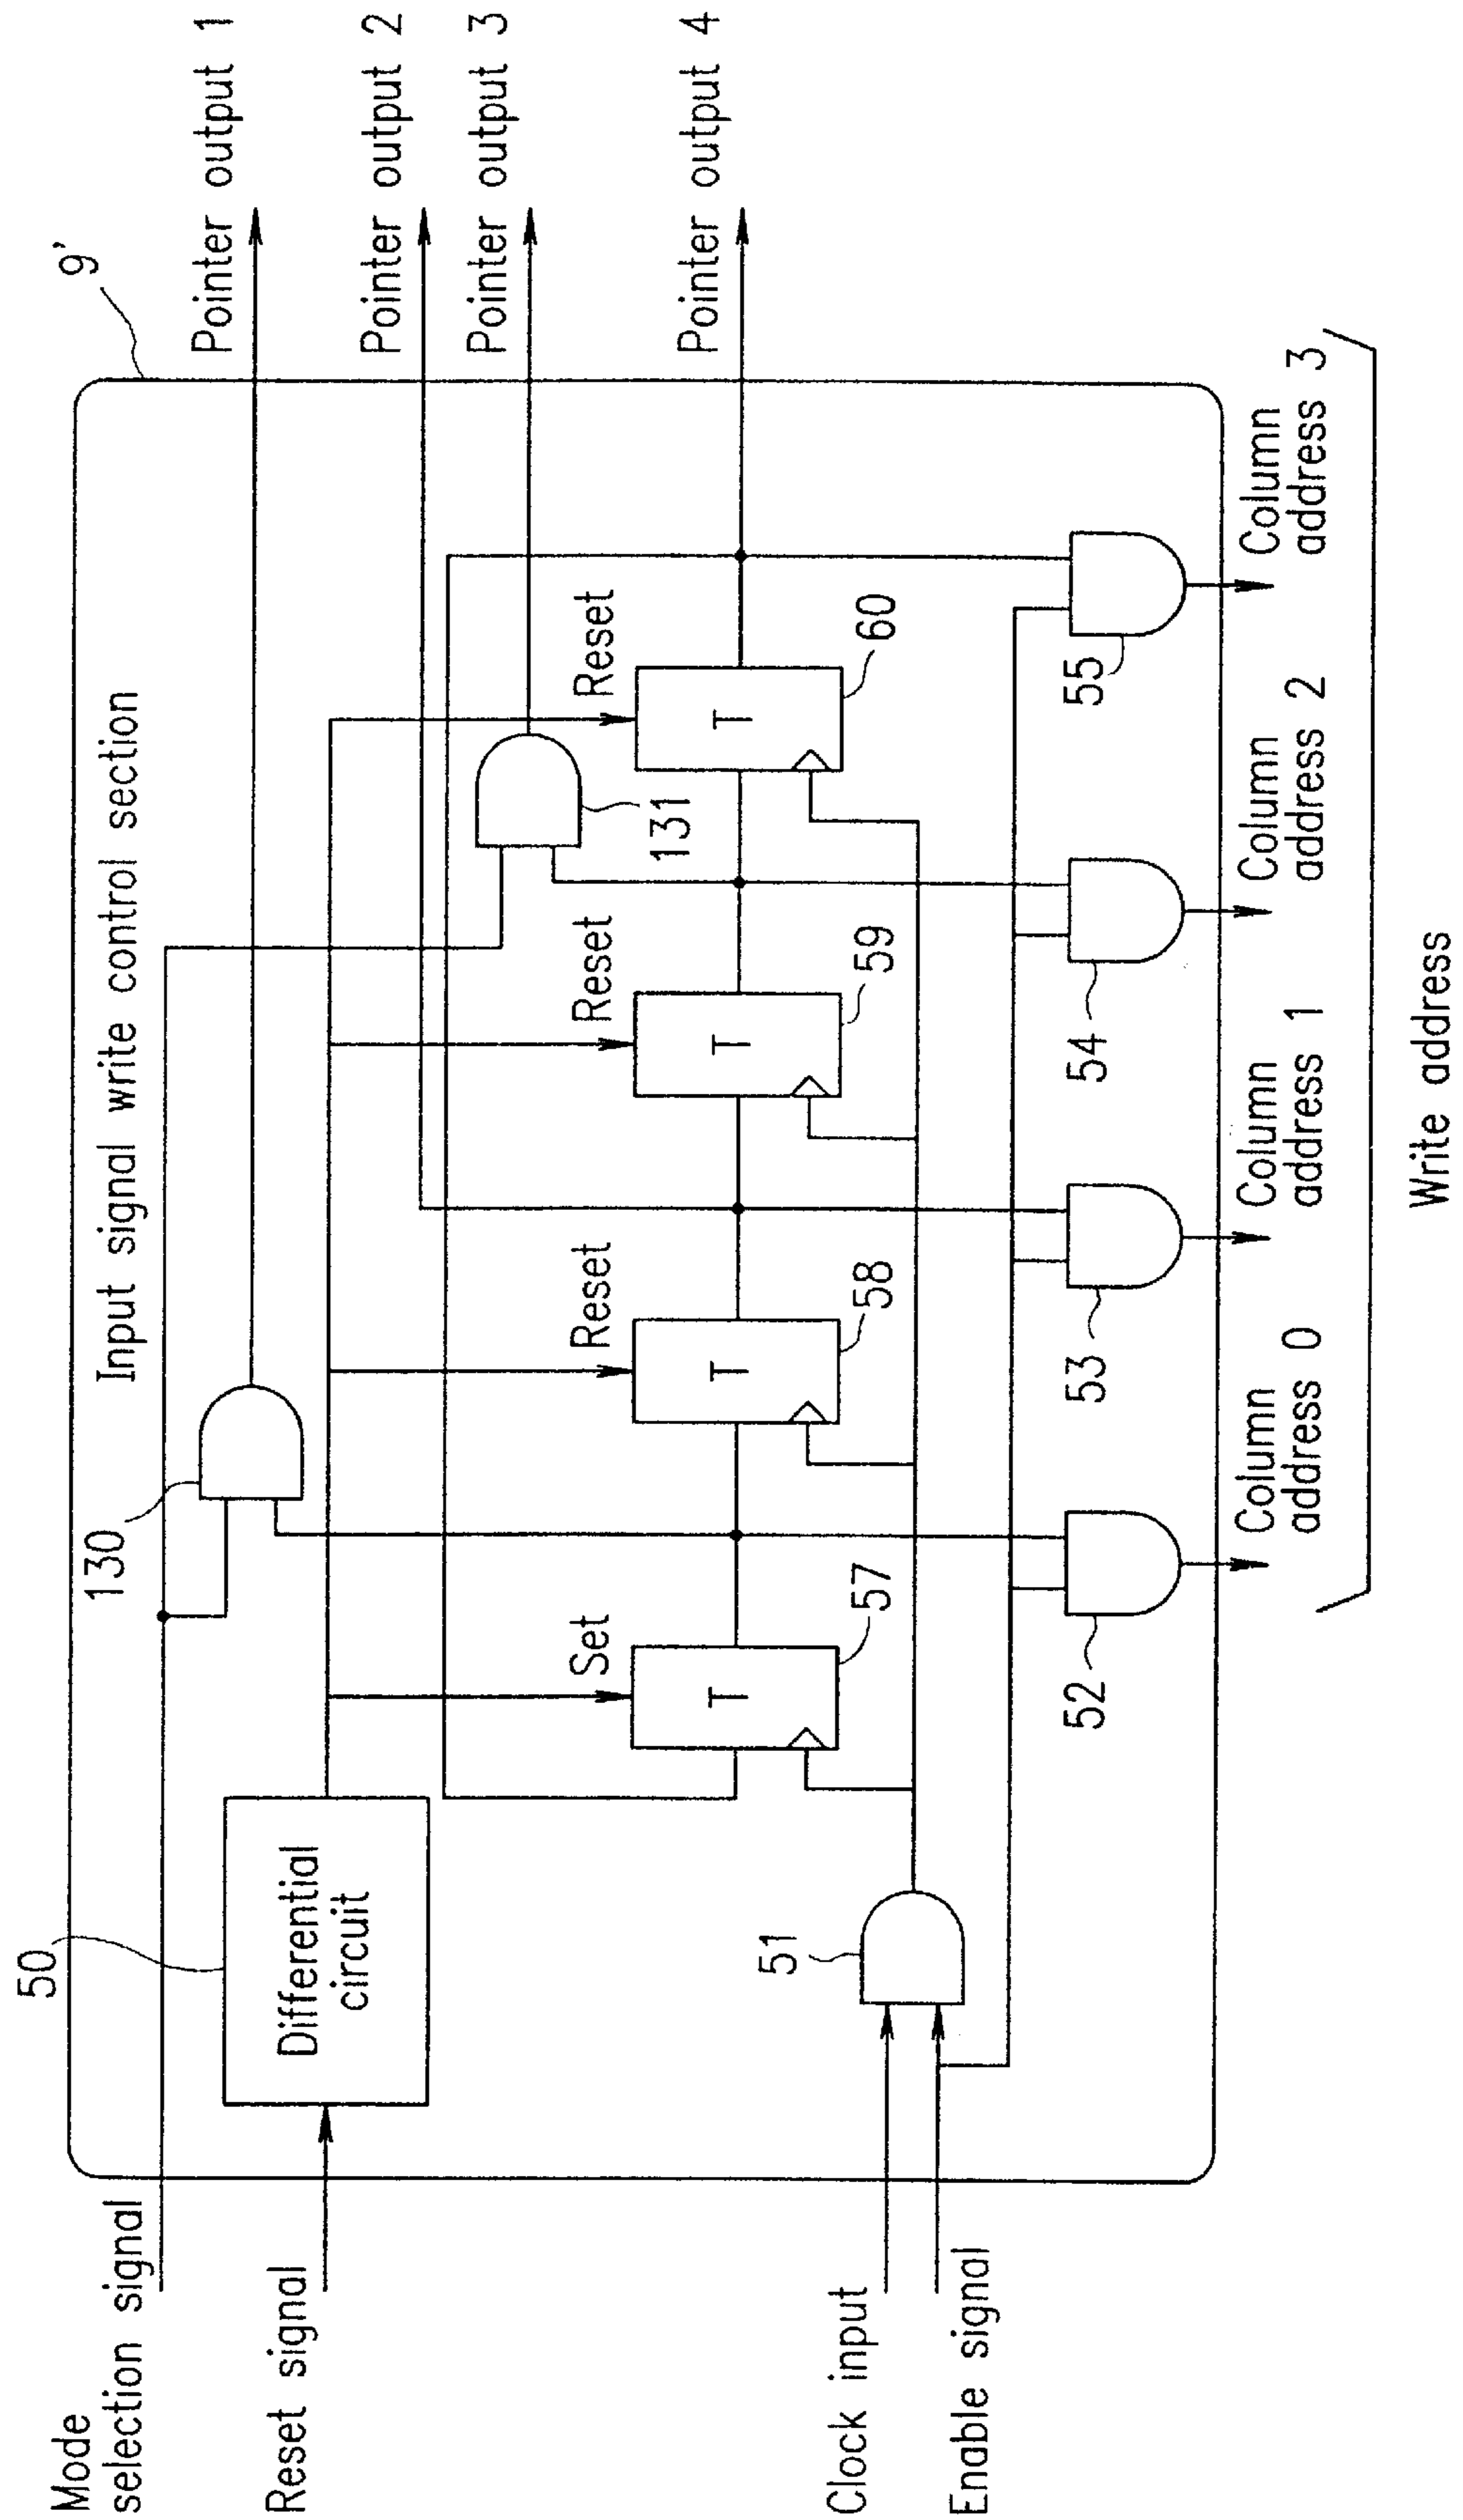 Mode
selection signal
Reset signal
Clock input
Enable signal
50
Differential
circuit
130
Input signal write control section
9'
Pointer output 1
Pointer output 2
Pointer output 3
Pointer output 4
Set
Reset
Reset
Reset
T
T
T
T
57
58
59
60
131
51
52
53
54
55
Column
address 0
Column
address 1
Column
address 2
Column
address 3
Write address